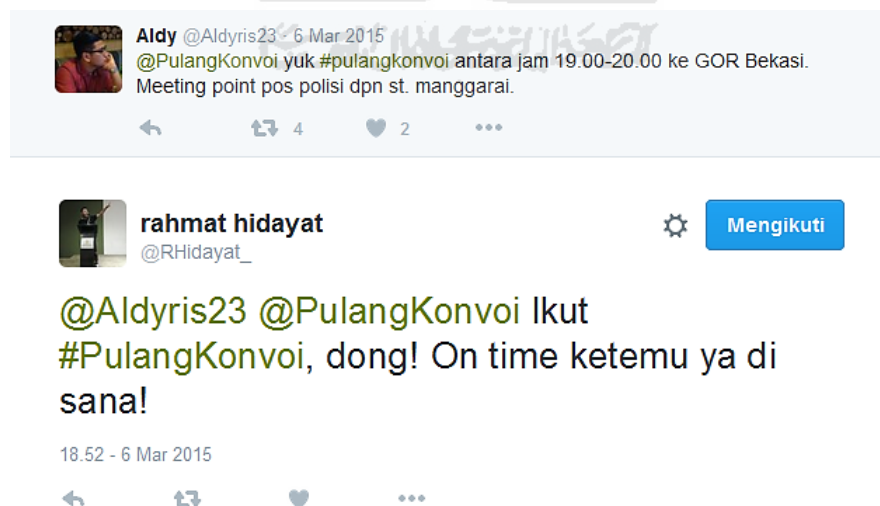 Aldy @Aldyris23 - 6 Mar 2015
@PulangKonvoi yuk #pulangkonvoi antara jam 19.00-20.00 ke GOR Bekasi.
Meeting point pos polisi dpn st. manggarai.
4 2
rahmat hidayat
Mengikuti
@RHidayat_
@Aldyris23 @PulangKonvoi Ikut
#PulangKonvoi, dong! On time ketemu ya di
sana!
18.52 - 6 Mar 2015